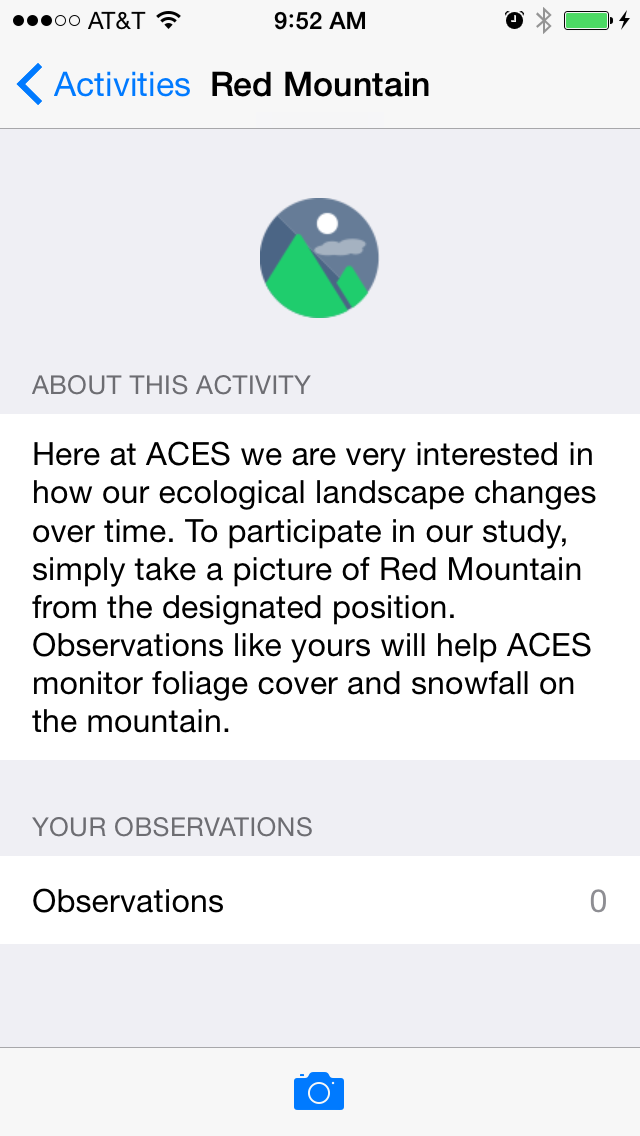 AT&T 9:52 AM
Activities Red Mountain
ABOUT THIS ACTIVITY
Here at ACES we are very interested in
how our ecological landscape changes
over time. To participate in our study,
simply take a picture of Red Mountain
from the designated position.
Observations like yours will help ACES
monitor foliage cover and snowfall on
the mountain.
YOUR OBSERVATIONS
Observations 0